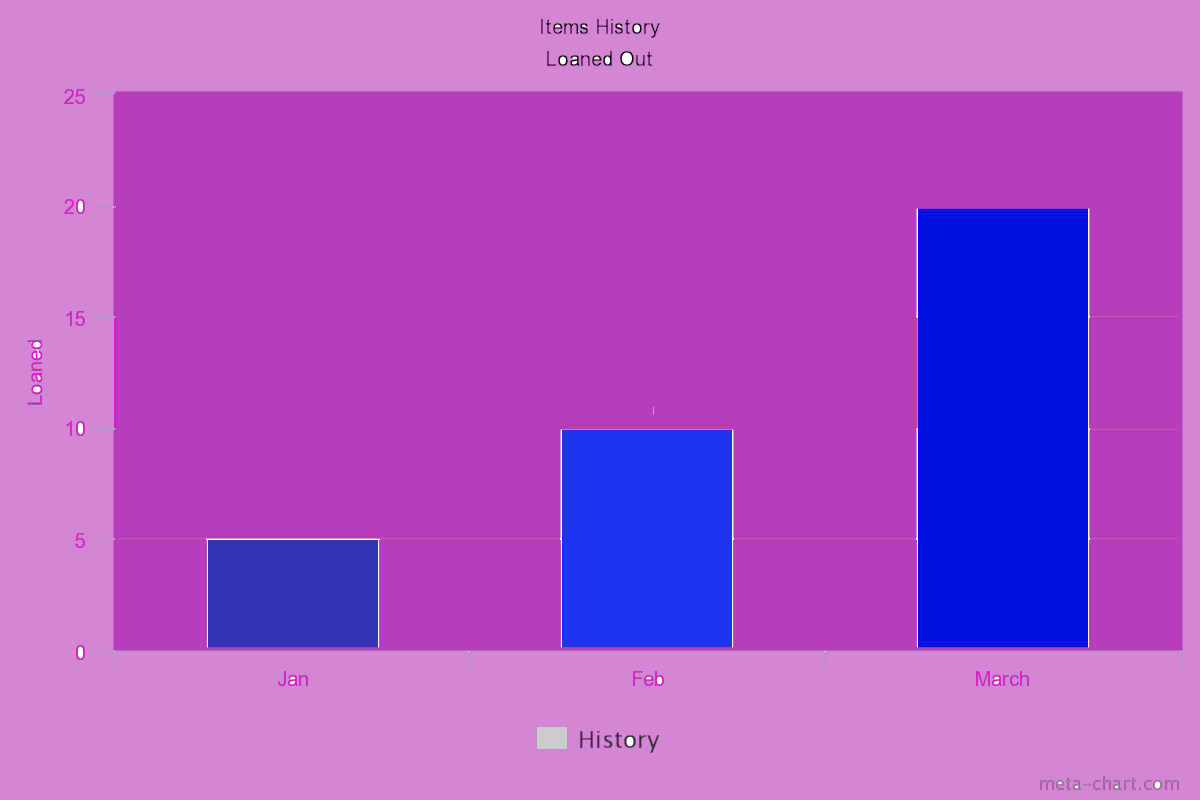 Items History
Loaned Out
25
20
15
10
5
0
Loaned
Jan Feb March
History
meta-chart.com